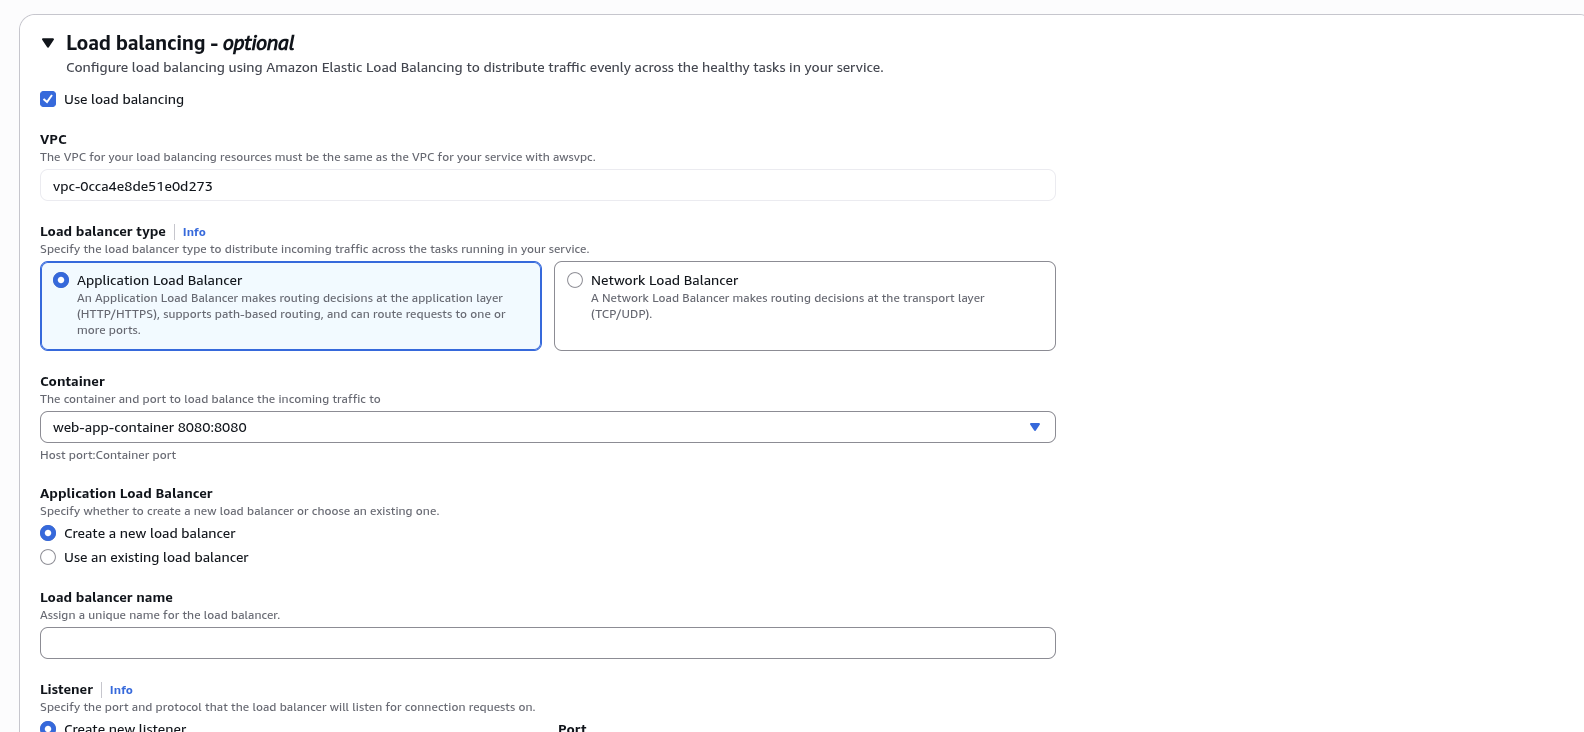 Load balancing - optional
Configure load balancing using Amazon Elastic Load Balancing to distribute traffic evenly across the healthy tasks in your service.
Use load balancing
VPC
The VPC for your load balancing resources must be the same as the VPC for your service with awsvpc.
vpc-0cca4e8de51e0d273
Load balancer type Info
Specify the load balancer type to distribute incoming traffic across the tasks running in your service.
Application Load Balancer
An Application Load Balancer makes routing decisions at the application layer
(HTTP/HTTPS), supports path-based routing, and can route requests to one or
more ports.
Network Load Balancer
A Network Load Balancer makes routing decisions at the transport layer
(TCP/UDP).
Container
The container and port to load balance the incoming traffic to
web-app-container 8080:8080
Host port:Container port
Application Load Balancer
Specify whether to create a new load balancer or choose an existing one.
Create a new load balancer
Use an existing load balancer
Load balancer name
Assign a unique name for the load balancer.
Listener Info
Specify the port and protocol that the load balancer will listen for connection requests on.
Create new listener
Port